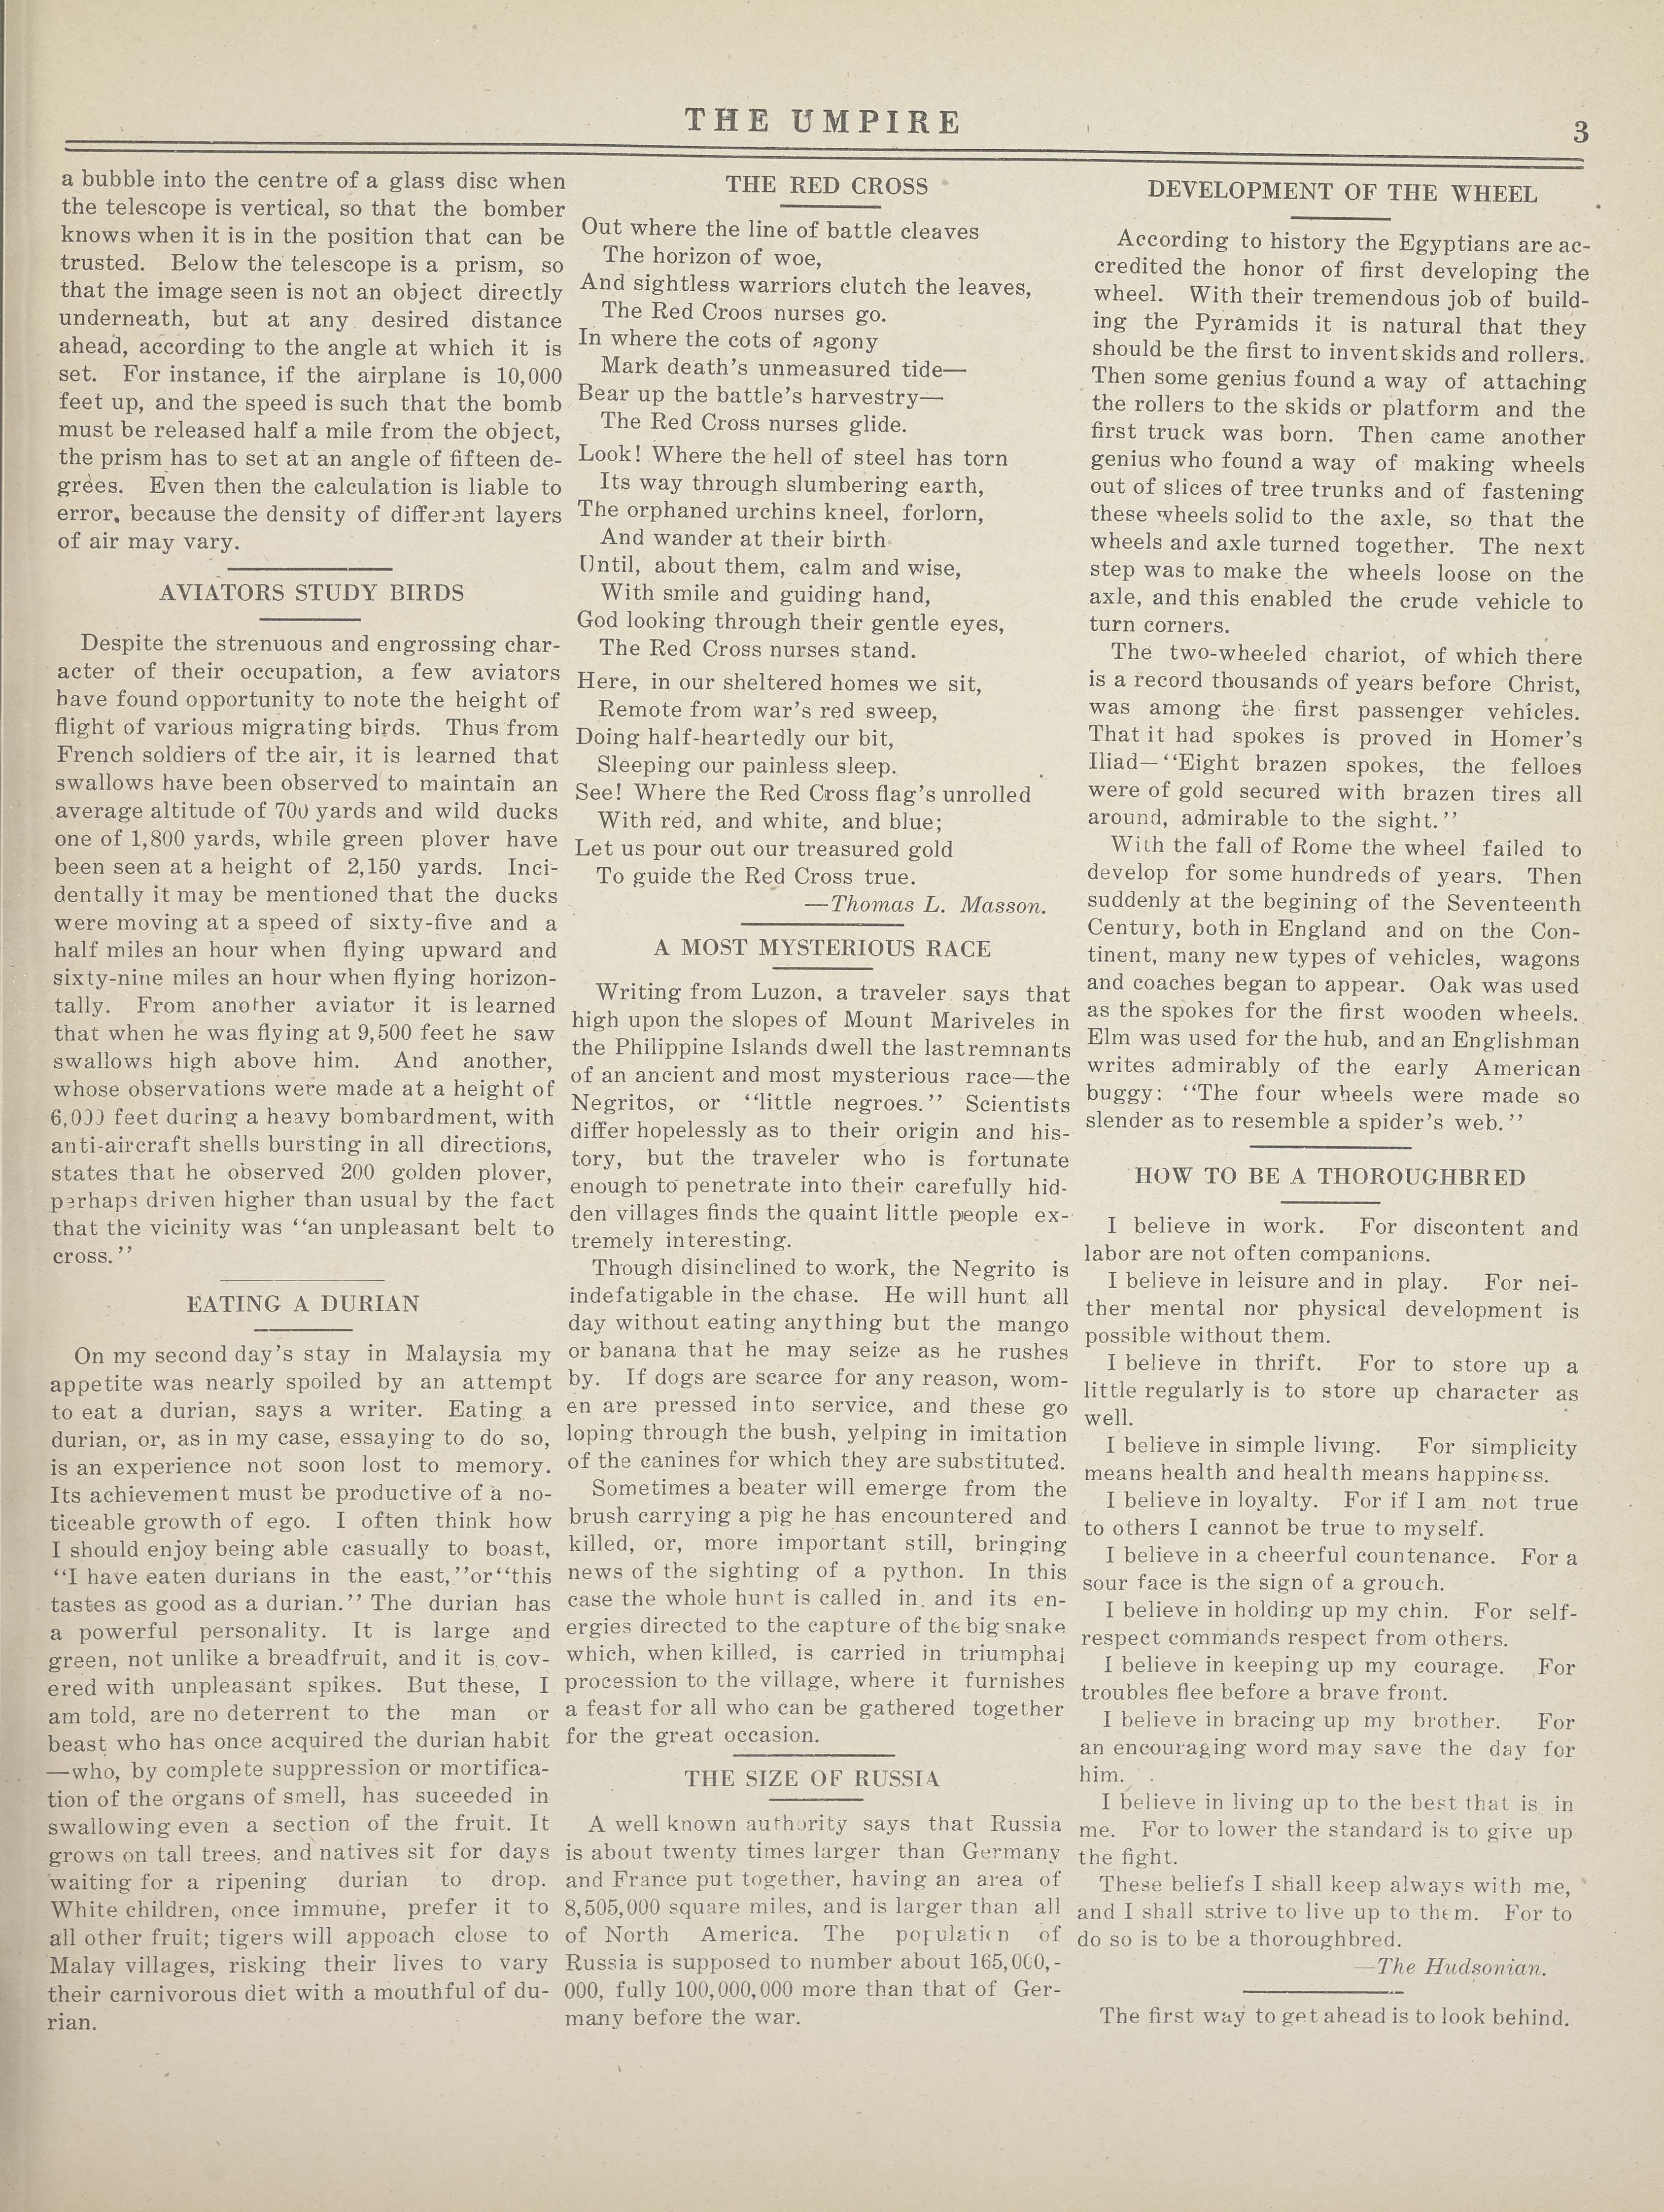 THE UMPIRE
3
a bubble into the centre of a glass disc when
the telescope is vertical, so that the bomber
knows when it is in the position that can be
trusted. Below the telescope is a prism, so
that the image seen is not an object directly
underneath, but at any desired distance
ahead, according to the angle at which it is
set. For instance, if the airplane is 10,000
feet up, and the speed is such that the bomb
must be released half a mile from the object,
the prism has to set at an angle of fifteen de-
grees. Even then the calculation is liable to
error, because the density of different layers
of air may vary.
AVIATORS STUDY BIRDS
Despite the strenuous and engrossing char-
acter of their occupation, a few aviators
have found opportunity to note the height of
flight of various migrating birds. Thus from
French soldiers of the air, it is learned that
swallows have been observed to maintain an
average altitude of 700 yards and wild ducks
one of 1,800 yards, while green plover have
been seen at a height of 2,150 yards. Inci-
dentally it may be mentioned that the ducks
were moving at a speed of sixty-five and a
half miles an hour when flying upward and
sixty-nine miles an hour when flying horizon-
tally. From another aviator it is learned
that when he was flying at 9,500 feet he saw
swallows high above him. And another,
whose observations were made at a height of
6,000 feet during a heavy bombardment, with
anti-aircraft shells bursting in all directions,
states that he observed 200 golden plover,
perhaps driven higher than usual by the fact
that the vicinity was ‘‘an unpleasant belt to
cross.’’
EATING A DURIAN
On my second day's stay in Malaysia my
appetite was nearly spoiled by an attempt
to eat a durian, says a writer. Eating a
durian, or, as in my case, essaying to do so,
is an experience not soon lost to memory.
Its achievement must be productive of a no-
ticeable growth of ego. I often think how
I should enjoy being able casually to boast,
‘‘I have eaten durians in the east,’’or‘‘this
tastes as good as a durian.’’ The durian has
a powerful personality. It is large and
green, not unlike a breadfruit, and it is cov-
ered with unpleasant spikes. But these, I
am told, are no deterrent to the man or
beast who has once acquired the durian habit
—who, by complete suppression or mortifica-
tion of the organs of smell, has suceeded in
swallowing even a section of the fruit. It
grows on tall trees, and natives sit for days
waiting for a ripening durian to drop.
White children, once immune, prefer it to
all other fruit; tigers will appoach close to
Malay villages, risking their lives to vary
their carnivorous diet with a mouthful of du-
rian.
THE RED CROSS
Out where the line of battle cleaves
The horizon of woe,
And sightless warriors clutch the leaves,
The Red Croos nurses go.
In where the cots of agony
Mark death's unmeasured tide—
Bear up the battle's harvestry—
The Red Cross nurses glide.
Look! Where the hell of steel has torn
Its way through slumbering earth,
The orphaned urchins kneel, forlorn,
And wander at their birth
Until, about them, calm and wise,
With smile and guiding hand,
God looking through their gentle eyes,
The Red Cross nurses stand.
Here, in our sheltered homes we sit,
Remote from war's red sweep,
Doing half-heartedly our bit,
Sleeping our painless sleep.
See! Where the Red Cross flag's unrolled
With red, and white, and blue;
Let us pour out our treasured gold
To guide the Red Cross true.
—Thomas L. Masson.
A MOST MYSTERIOUS RACE
Writing from Luzon, a traveler says that
high upon the slopes of Mount Mariveles in
the Philippine Islands dwell the last remnants
of an ancient and most mysterious race—the
Negritos, or ‘‘little negroes.’’ Scientists
differ hopelessly as to their origin and his-
tory, but the traveler who is fortunate
enough to penetrate into their carefully hid-
den villages finds the quaint little people ex-
tremely interesting.
Though disinclined to work, the Negrito is
indefatigable in the chase. He will hunt all
day without eating anything but the mango
or banana that he may seize as he rushes
by. If dogs are scarce for any reason, wom-
en are pressed into service, and these go
loping through the bush, yelping in imitation
of the canines for which they are substituted.
Sometimes a beater will emerge from the
brush carrying a pig he has encountered and
killed, or, more important still, bringing
news of the sighting of a python. In this
case the whole hunt is called in, and its en-
ergies directed to the capture of the big snake
which, when killed, is carried in triumphal
procession to the village, where it furnishes
a feast for all who can be gathered together
for the great occasion.
THE SIZE OF RUSSIA
A well known authority says that Russia
is about twenty times larger than Germany
and France put together, having an area of
8,505,000 square miles, and is larger than all
of North America. The population of
Russia is supposed to number about 165,000,-
000, fully 100,000,000 more than that of Ger-
many before the war.
DEVELOPMENT OF THE WHEEL
According to history the Egyptians are ac-
credited the honor of first developing the
wheel. With their tremendous job of build-
ing the Pyramids it is natural that they
should be the first to invent skids and rollers.
Then some genius found a way of attaching
the rollers to the skids or platform and the
first truck was born. Then came another
genius who found a way of making wheels
out of slices of tree trunks and of fastening
these wheels solid to the axle, so that the
wheels and axle turned together. The next
step was to make the wheels loose on the
axle, and this enabled the crude vehicle to
turn corners.
The two-wheeled chariot, of which there
is a record thousands of years before Christ,
was among the first passenger vehicles.
That it had spokes is proved in Homer's
Iliad—‘‘Eight brazen spokes, the felloes
were of gold secured with brazen tires all
around, admirable to the sight.’’
With the fall of Rome the wheel failed to
develop for some hundreds of years. Then
suddenly at the begining of the Seventeenth
Century, both in England and on the Con-
tinent, many new types of vehicles, wagons
and coaches began to appear. Oak was used
as the spokes for the first wooden wheels.
Elm was used for the hub, and an Englishman
writes admirably of the early American
buggy: ‘‘The four wheels were made so
slender as to resemble a spider's web.’’
HOW TO BE A THOROUGHBRED
I believe in work. For discontent and
labor are not often companions.
I believe in leisure and in play. For nei-
ther mental nor physical development is
possible without them.
I believe in thrift. For to store up a
little regularly is to store up character as
well.
I believe in simple living. For simplicity
means health and health means happiness.
I believe in loyalty. For if I am not true
to others I cannot be true to myself.
I believe in a cheerful countenance. For a
sour face is the sign of a grouch.
I believe in holding up my chin. For self-
respect commands respect from others.
I believe in keeping up my courage. For
troubles flee before a brave front.
I believe in bracing up my brother. For
an encouraging word may save the day for
him.
I believe in living up to the best that is in
me. For to lower the standard is to give up
the fight.
These beliefs I shall keep always with me,
and I shall strive to live up to them. For to
do so is to be a thoroughbred.
—The Hudsonian.
The first way to get ahead is to look behind.